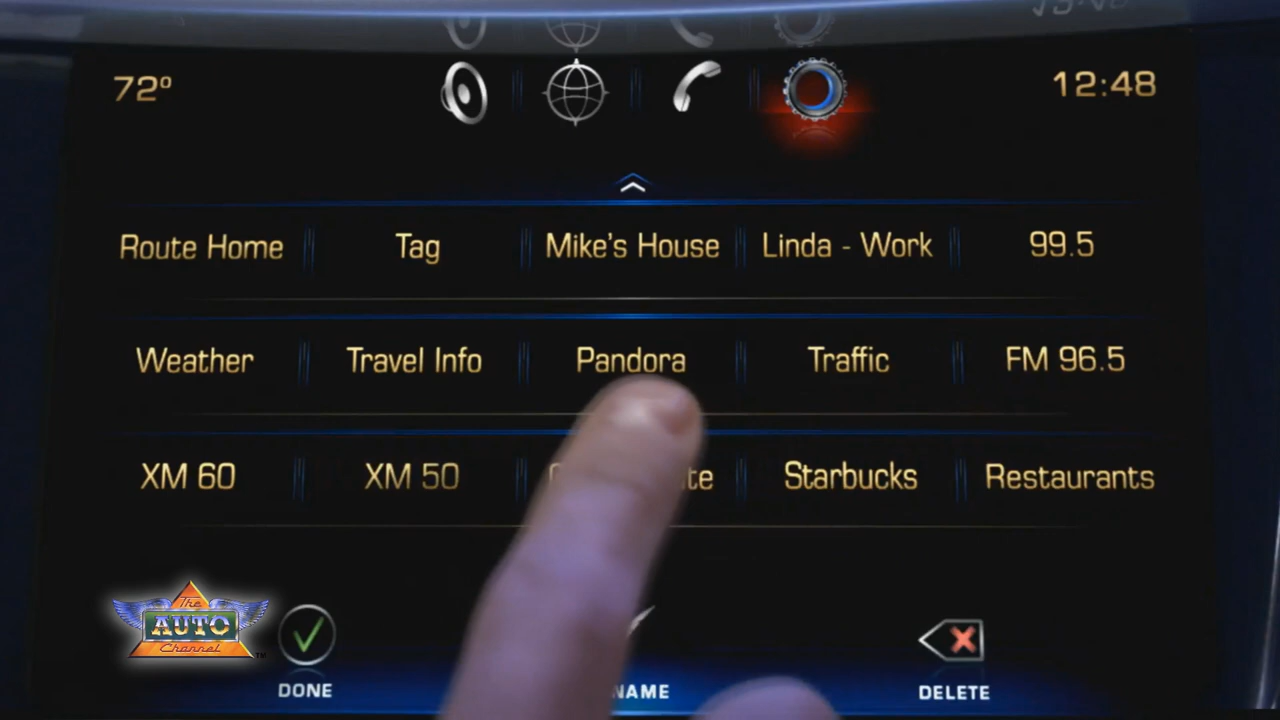 72° 12:48
Route Home Tag Mike's House Linda - Work 99.5
Weather Travel Info Pandora Traffic FM 96.5
XM 60 XM 50 Starbucks Restaurants
The
AUTO
Channel
TM
DONE NAME DELETE